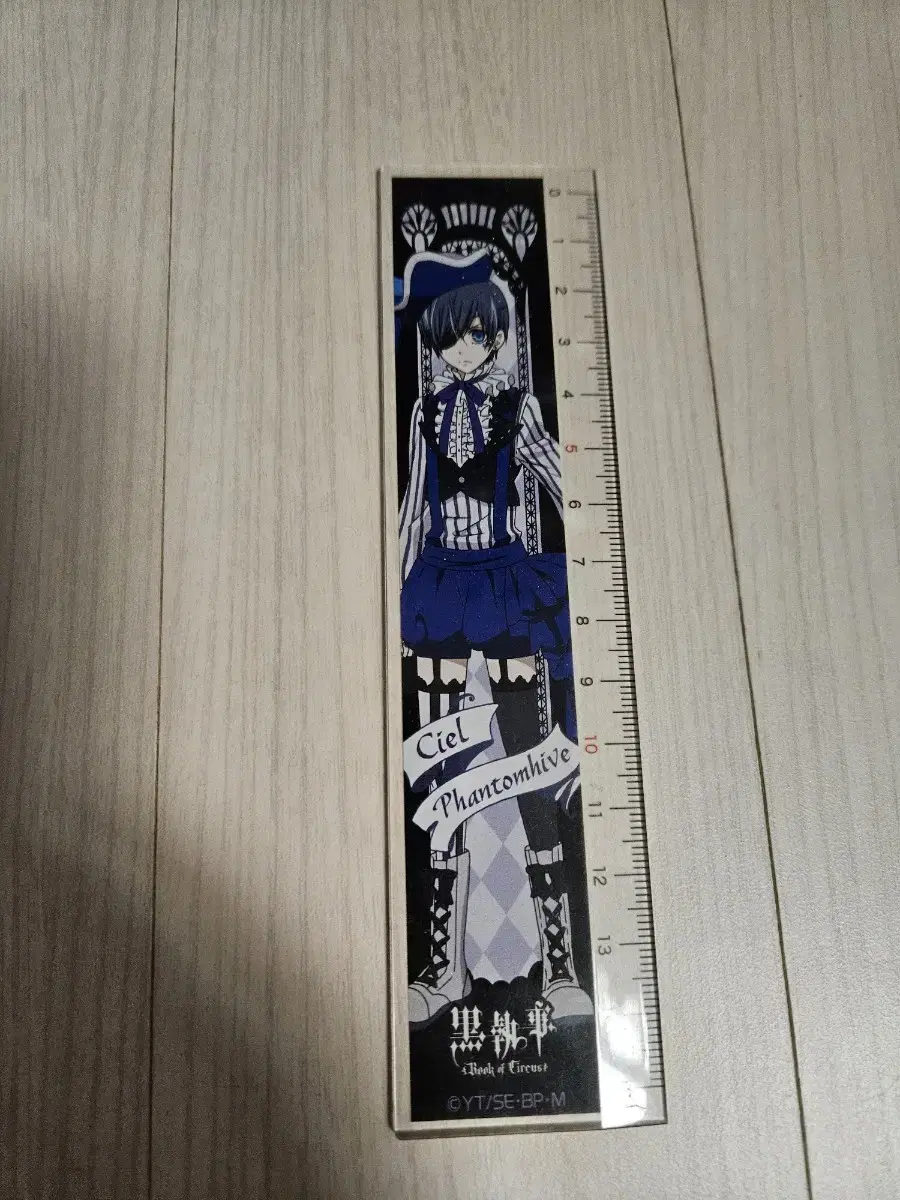 0
1
2
3
4
5
6
7
8
9
10
11
12
13
Ciel
Phantomhive
黒執事
Book of Circus
©YT/SE・BP・M